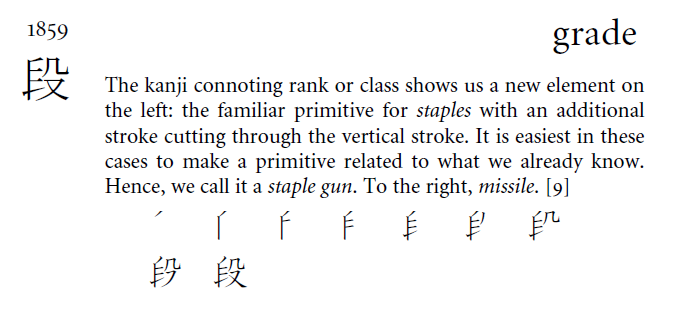 1859
grade
段
The kanji connoting rank or class shows us a new element on
the left: the familiar primitive for staples with an additional
stroke cutting through the vertical stroke. It is easiest in these
cases to make a primitive related to what we already know.
Hence, we call it a staple gun. To the right, missile. [9]
段